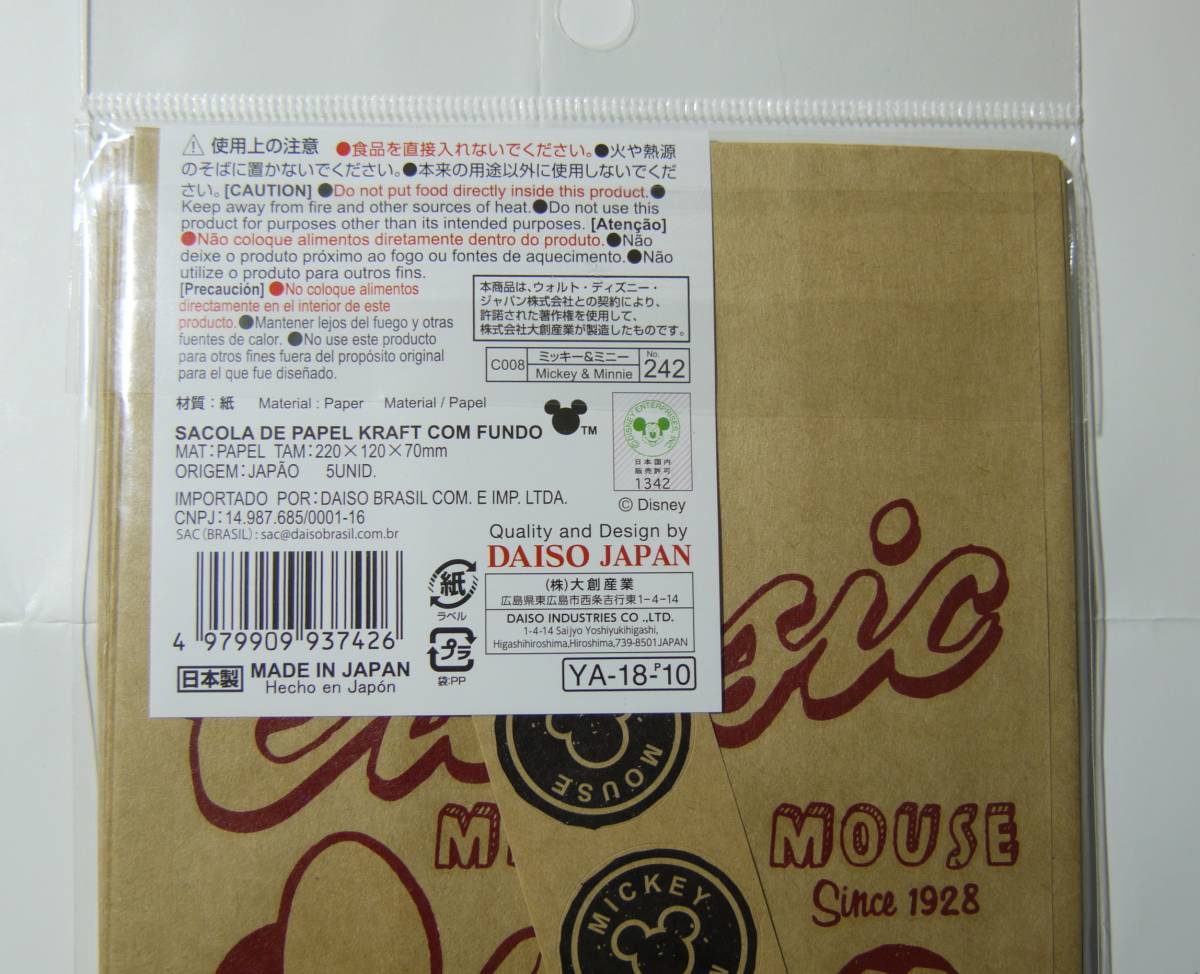 ⚠ 使用上の注意 ●食品を直接入れないでください。●火や熱源
のそばに置かないでください。●本来の用途以外に使用しないでくだ
さい。[CAUTION] ●Do not put food directly inside this product.●
Keep away from fire and other sources of heat.●Do not use this
product for purposes other than its intended purposes. [Atenção]
●Não coloque alimentos diretamente dentro do produto.●Não
deixe o produto próximo ao fogo ou fontes de aquecimento.●Não
utilize o produto para outros fins.
[Precaución] ●No coloque alimentos
directamente en el interior de este
producto.●Mantener lejos del fuego y otras
fuentes de calor. ●No use este producto
para otros fines fuera del propósito original
para el que fue diseñado.
本商品は、ウォルト・ディズニー・
ジャパン株式会社との契約により、
許諾された著作権を使用して、
株式会社大創産業が製造したものです。
C008 ミッキー&ミニー No.
Mickey & Minnie 242
材質：紙 Material : Paper Material / Papel
SACOLA DE PAPEL KRAFT COM FUNDO
TM
MAT:PAPEL TAM:220×120×70mm
ORIGEM:JAPÃO 5UNID.
©DISNEY ENTERPRISES, INC.
日本国内
販売許可
1342
© Disney
IMPORTADO POR:DAISO BRASIL COM. E IMP. LTDA.
CNPJ:14.987.685/0001-16
SAC (BRASIL) : sac@daisobrasil.com.br
Quality and Design by
DAISO JAPAN
(株)大創産業
広島県東広島市西条吉行東1-4-14
DAISO INDUSTRIES CO .,LTD.
1-4-14 Saijyo Yoshiyukihigashi,
Higashihiroshima,Hiroshima,739-8501JAPAN
紙
ラベル
プラ
袋:PP
4 979909 937426
日本製 MADE IN JAPAN
Hecho en Japón
YA-18-P10
MOUSE
MOUSE
Since 1928
MICKEY